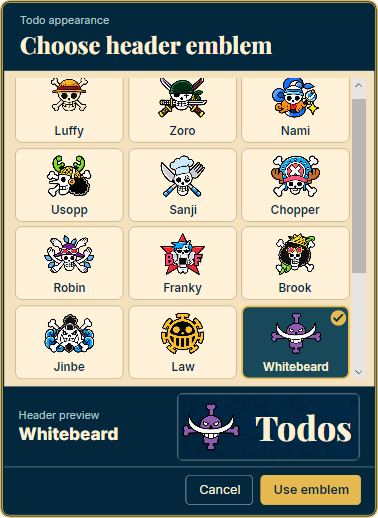 Todo appearance
Choose header emblem
Luffy
Zoro
Nami
Usopp
Sanji
Chopper
Robin
Franky
BF
Brook
Jinbe
Law
Whitebeard
Header preview
Whitebeard
Todos
Cancel
Use emblem